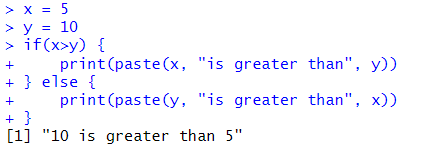 > x = 5
> y = 10
> if(x>y) {
+     print(paste(x, "is greater than", y))
+ } else {
+     print(paste(y, "is greater than", x))
+ }
[1] "10 is greater than 5"